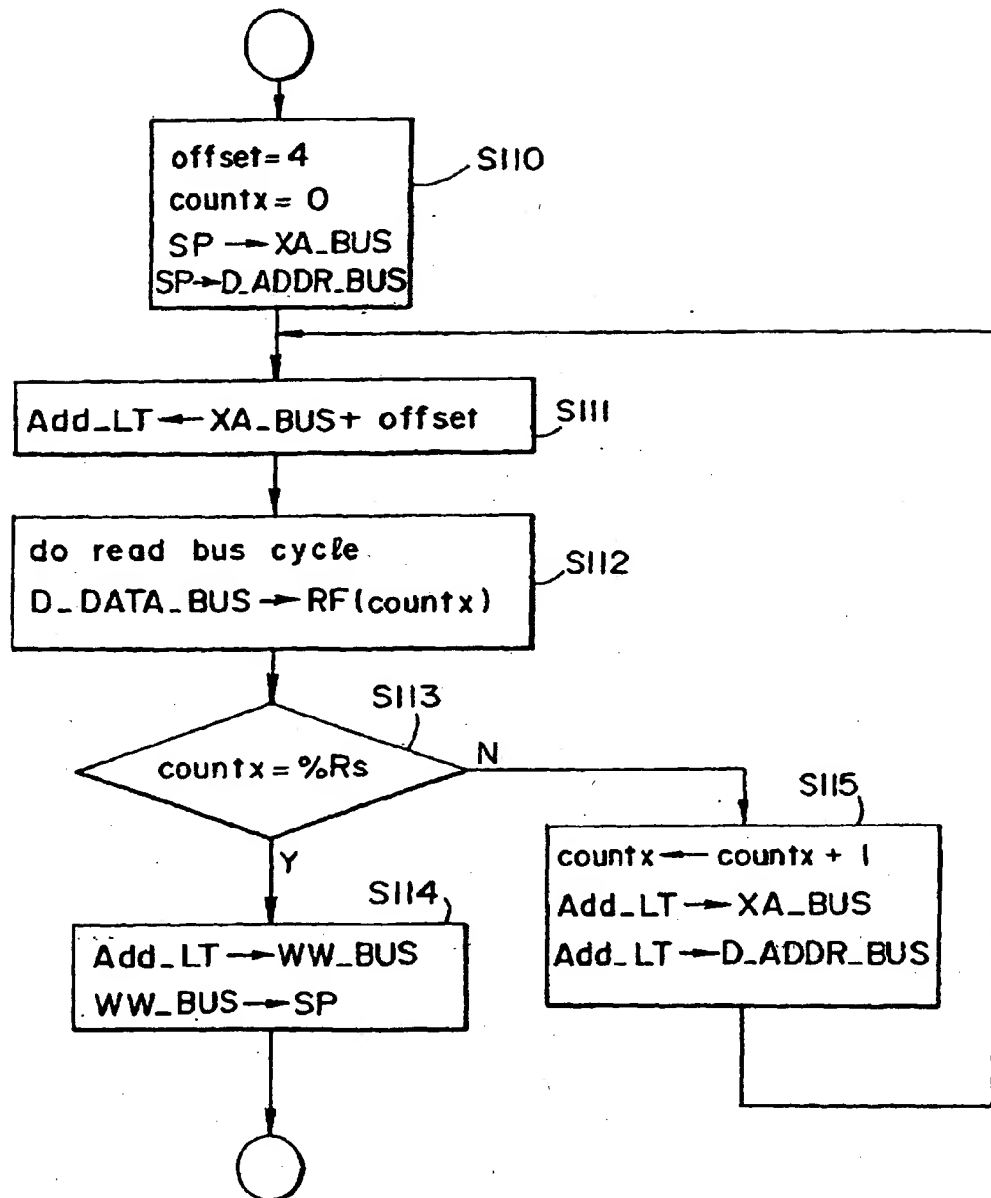 offset=4
countx = 0
SP → XA_BUS
SP→D_ADDR_BUS
S110
Add_LT ← XA_BUS+ offset
S111
do read bus cycle
D_DATA_BUS → RF(countx)
S112
countx = %Rs
S113
N
Y
Add_LT → WW_BUS
WW_BUS → SP
S114
countx ← countx + 1
Add_LT → XA_BUS
Add_LT → D_ADDR_BUS
S115